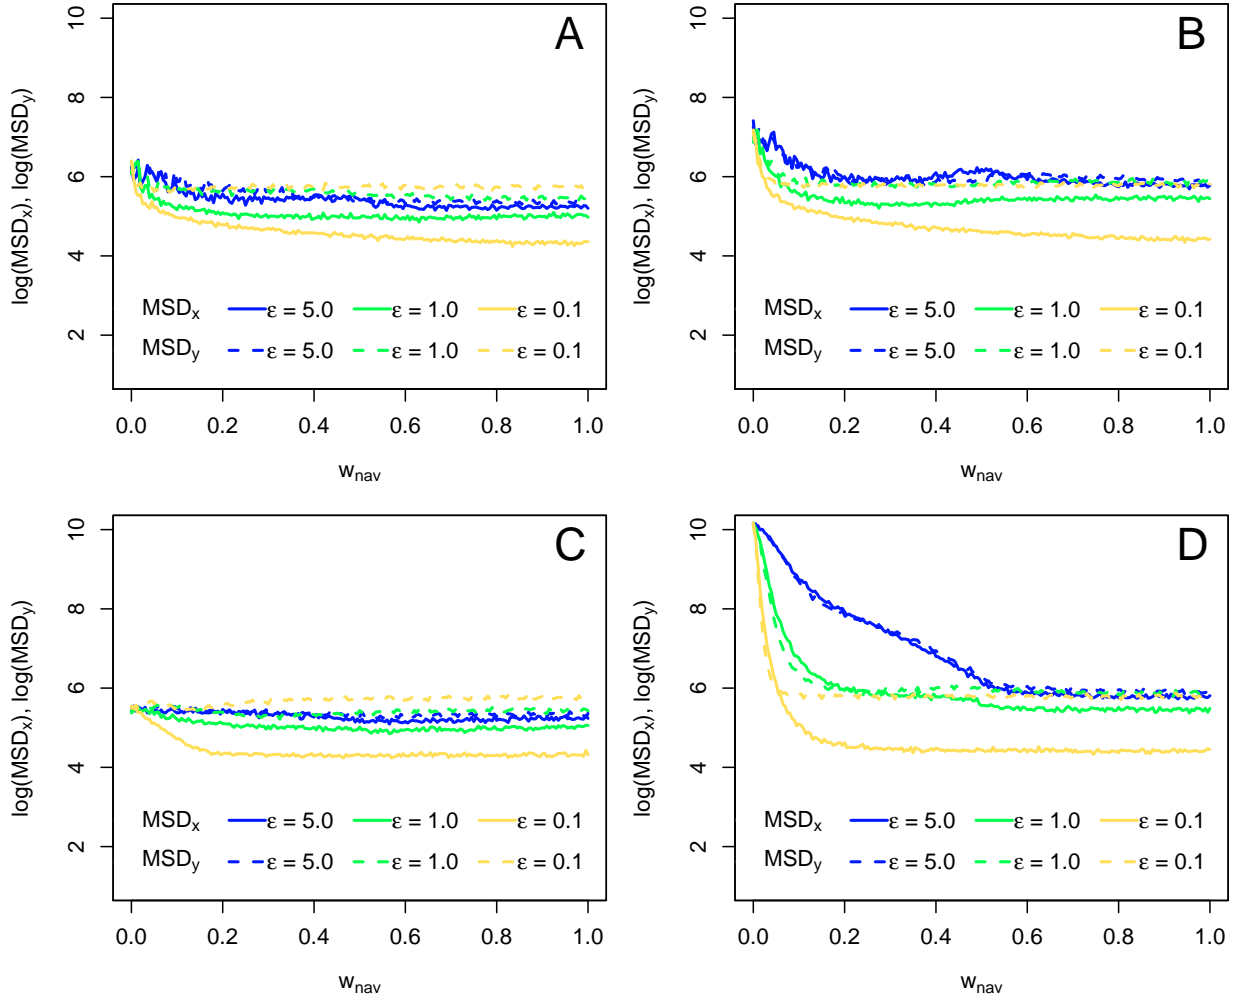 A
log(MSDx), log(MSDy)
10
8
6
4
2
MSDx ε = 5.0 ε = 1.0 ε = 0.1
MSDy ε = 5.0 ε = 1.0 ε = 0.1
0.0 0.2 0.4 0.6 0.8 1.0
wnav
B
log(MSDx), log(MSDy)
10
8
6
4
2
MSDx ε = 5.0 ε = 1.0 ε = 0.1
MSDy ε = 5.0 ε = 1.0 ε = 0.1
0.0 0.2 0.4 0.6 0.8 1.0
wnav
C
log(MSDx), log(MSDy)
10
8
6
4
2
MSDx ε = 5.0 ε = 1.0 ε = 0.1
MSDy ε = 5.0 ε = 1.0 ε = 0.1
0.0 0.2 0.4 0.6 0.8 1.0
wnav
D
log(MSDx), log(MSDy)
10
8
6
4
2
MSDx ε = 5.0 ε = 1.0 ε = 0.1
MSDy ε = 5.0 ε = 1.0 ε = 0.1
0.0 0.2 0.4 0.6 0.8 1.0
wnav